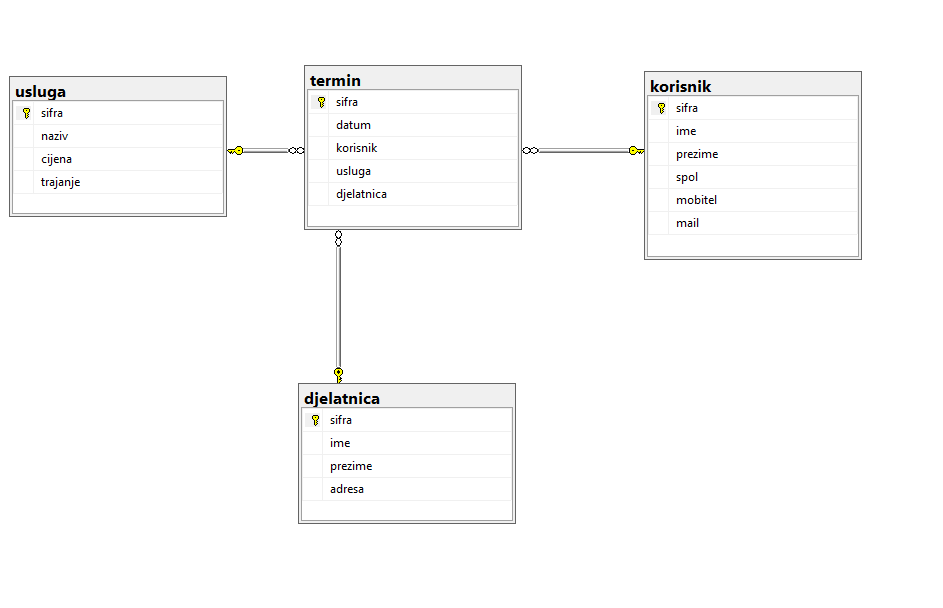 usluga
sifra
naziv
cijena
trajanje
termin
sifra
datum
korisnik
usluga
djelatnica
korisnik
sifra
ime
prezime
spol
mobitel
mail
djelatnica
sifra
ime
prezime
adresa